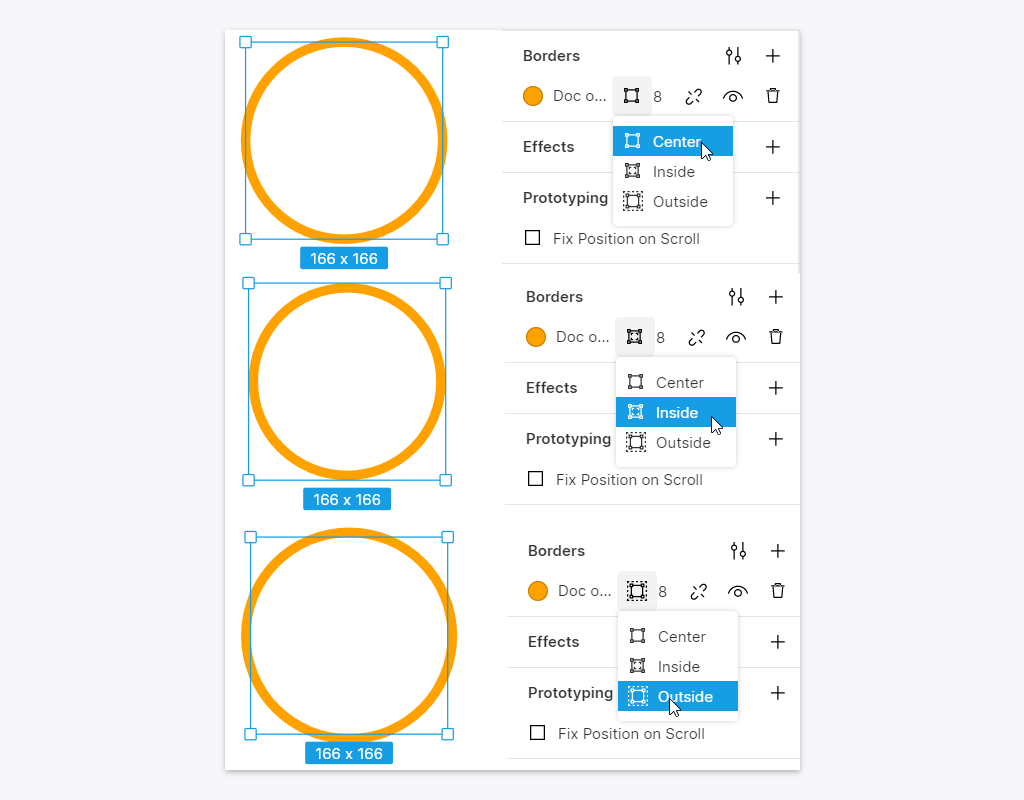 Borders
Doc o... 8
Center
Effects
Inside
Prototyping
Outside
Fix Position on Scroll
166 x 166
Borders
Doc o... 8
Center
Effects
Inside
Prototyping
Outside
Fix Position on Scroll
166 x 166
Borders
Doc o... 8
Center
Effects
Inside
Prototyping
Outside
Fix Position on Scroll
166 x 166